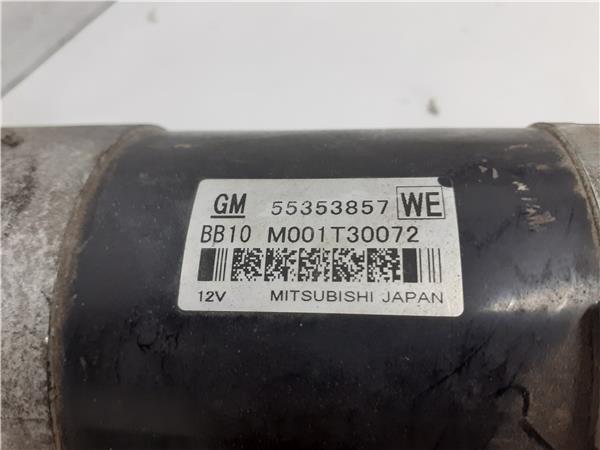 GM 55353857 WE
BB10 M001T30072
12V MITSUBISHI JAPAN